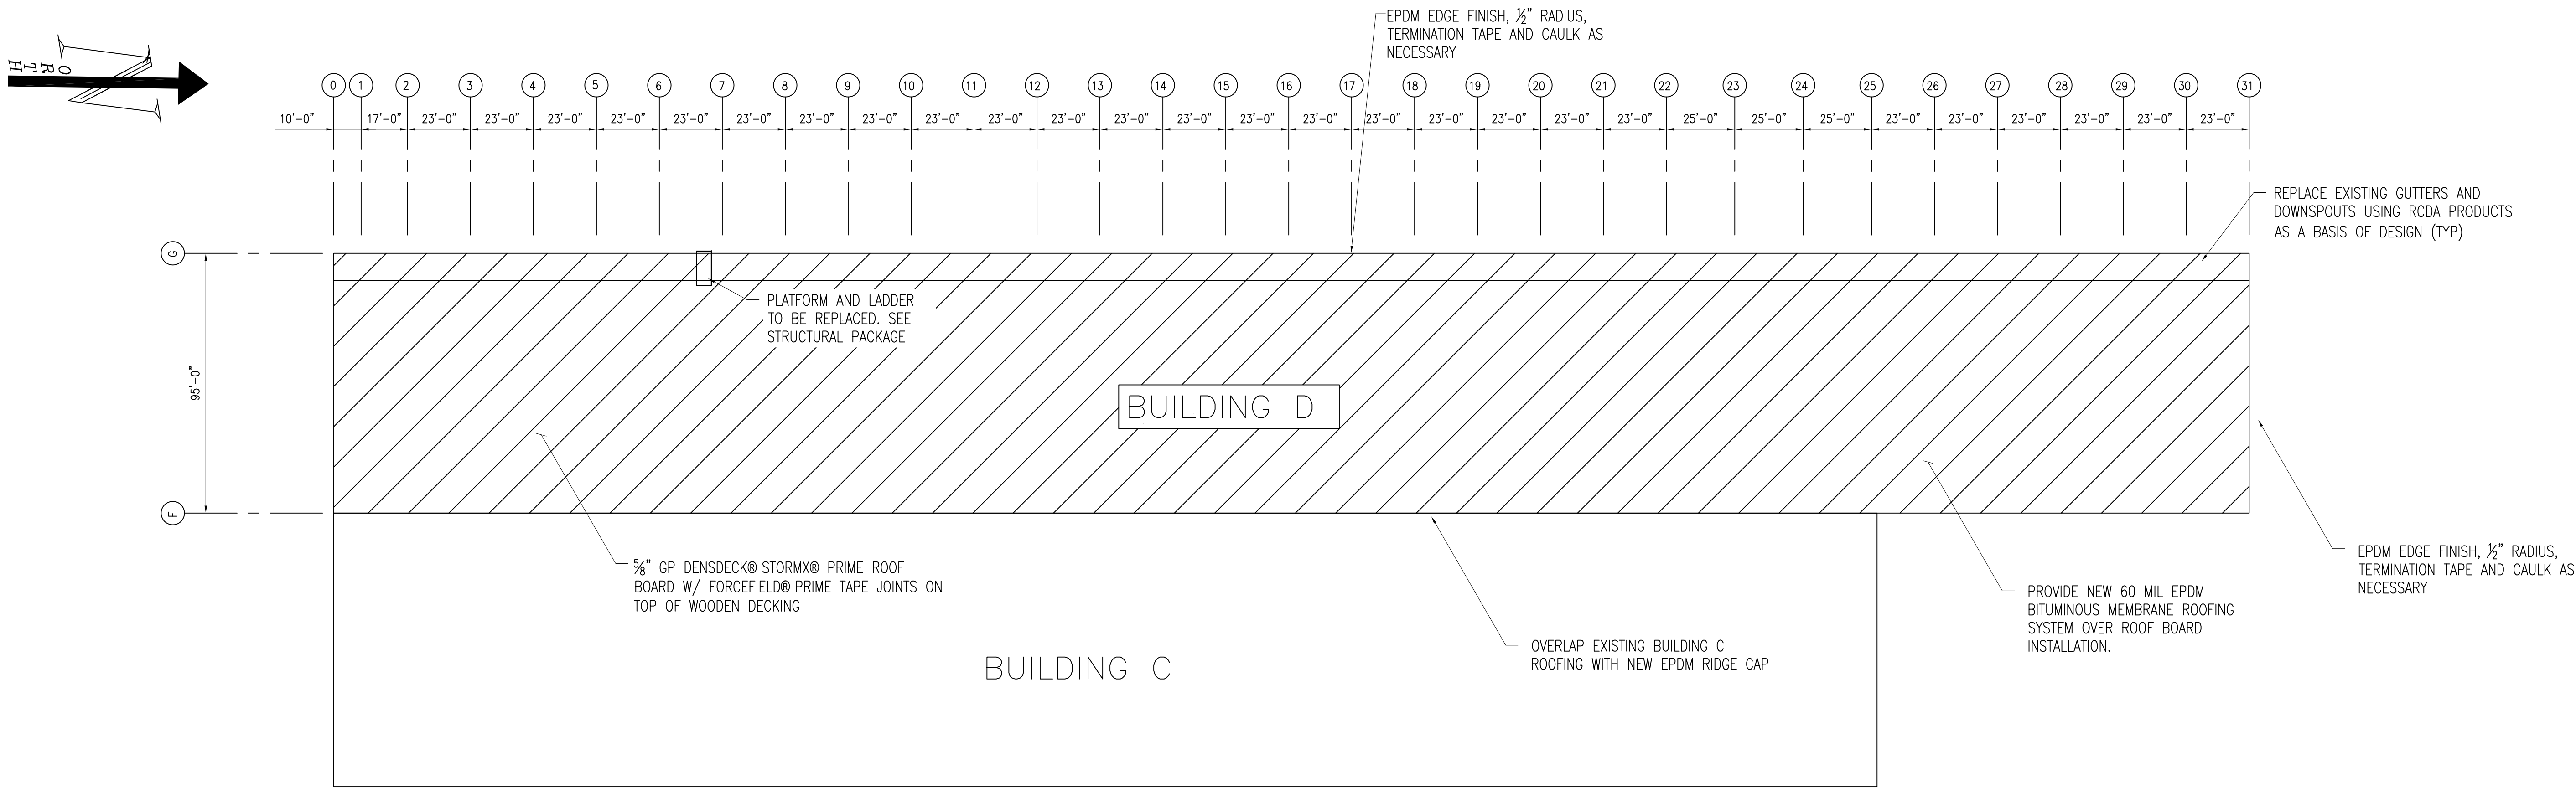 EPDM EDGE FINISH, ½" RADIUS,
TERMINATION TAPE AND CAULK AS
NECESSARY
NORTH
0 1 2 3 4 5 6 7 8 9 10 11 12 13 14 15 16 17 18 19 20 21 22 23 24 25 26 27 28 29 30 31
10'-0" 17'-0" 23'-0" 23'-0" 23'-0" 23'-0" 23'-0" 23'-0" 23'-0" 23'-0" 23'-0" 23'-0" 23'-0" 23'-0" 23'-0" 23'-0" 23'-0" 23'-0" 23'-0" 23'-0" 23'-0" 23'-0" 25'-0" 25'-0" 25'-0" 23'-0" 23'-0" 23'-0" 23'-0" 23'-0" 23'-0"
REPLACE EXISTING GUTTERS AND
DOWNSPOUTS USING RCDA PRODUCTS
AS A BASIS OF DESIGN (TYP)
G
PLATFORM AND LADDER
TO BE REPLACED. SEE
STRUCTURAL PACKAGE
95'-0"
BUILDING D
F
⅝" GP DENSDECK® STORMX® PRIME ROOF
BOARD W/ FORCEFIELD® PRIME TAPE JOINTS ON
TOP OF WOODEN DECKING
EPDM EDGE FINISH, ½" RADIUS,
TERMINATION TAPE AND CAULK AS
NECESSARY
PROVIDE NEW 60 MIL EPDM
BITUMINOUS MEMBRANE ROOFING
SYSTEM OVER ROOF BOARD
INSTALLATION.
OVERLAP EXISTING BUILDING C
ROOFING WITH NEW EPDM RIDGE CAP
BUILDING C